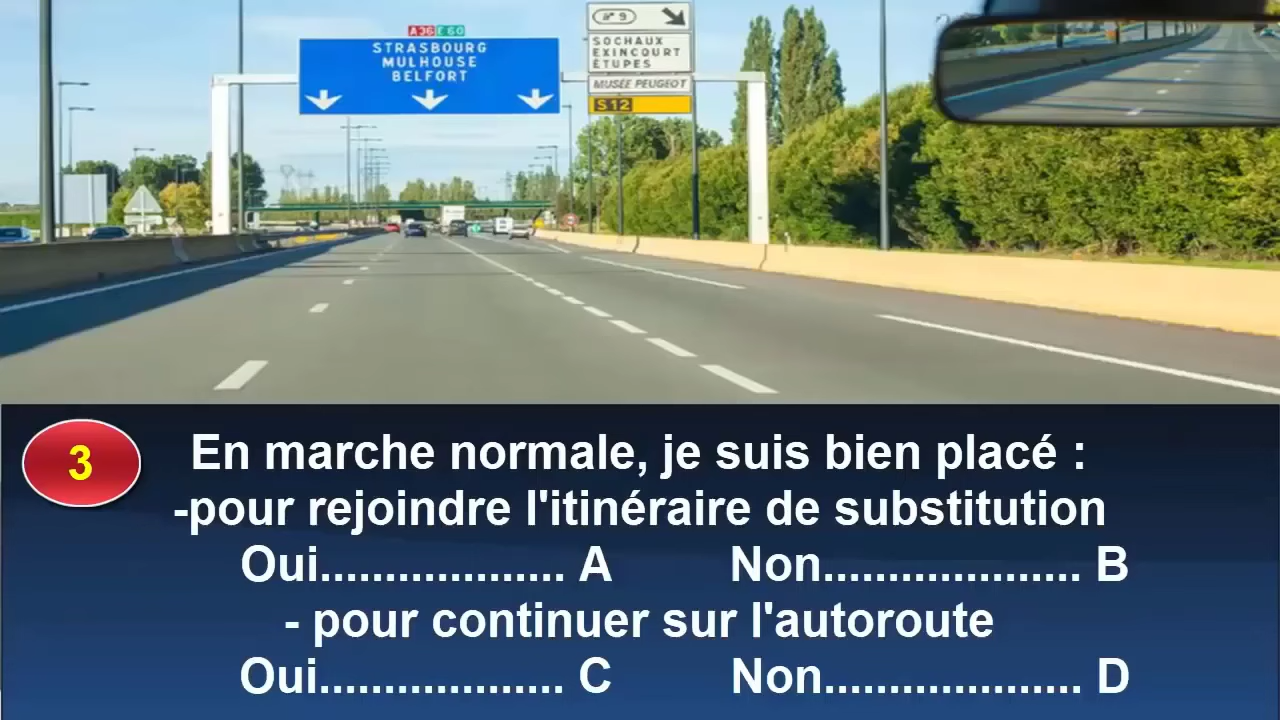 A36 E 60
STRASBOURG
MULHOUSE
BELFORT
n° 9
SOCHAUX
EXINCOURT
ÉTUPES
MUSÉE PEUGEOT
S12
3
En marche normale, je suis bien placé :
-pour rejoindre l'itinéraire de substitution
Oui................... A Non.................... B
- pour continuer sur l'autoroute
Oui................... C Non.................... D